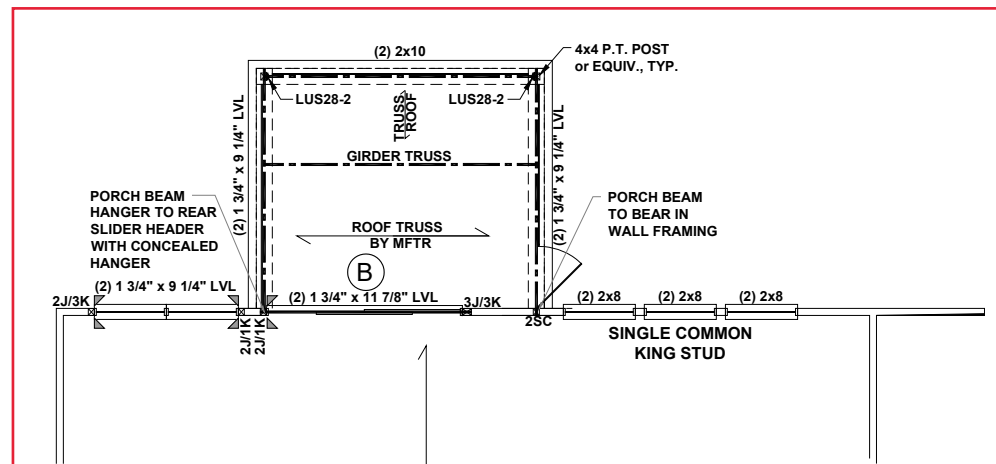 (2) 2x10
4x4 P.T. POST
or EQUIV., TYP.
LUS28-2
LUS28-2
TRUSS
ROOF
(2) 1 3/4" x 9 1/4" LVL
(2) 1 3/4" x 9 1/4" LVL
GIRDER TRUSS
PORCH BEAM
HANGER TO REAR
SLIDER HEADER
WITH CONCEALED
HANGER
PORCH BEAM
TO BEAR IN
WALL FRAMING
ROOF TRUSS
BY MFTR
B
(2) 1 3/4" x 9 1/4" LVL
(2) 1 3/4" x 11 7/8" LVL
2J/3K
3J/3K
(2) 2x8
(2) 2x8
(2) 2x8
2J/1K
2J/1K
2SC
SINGLE COMMON
KING STUD